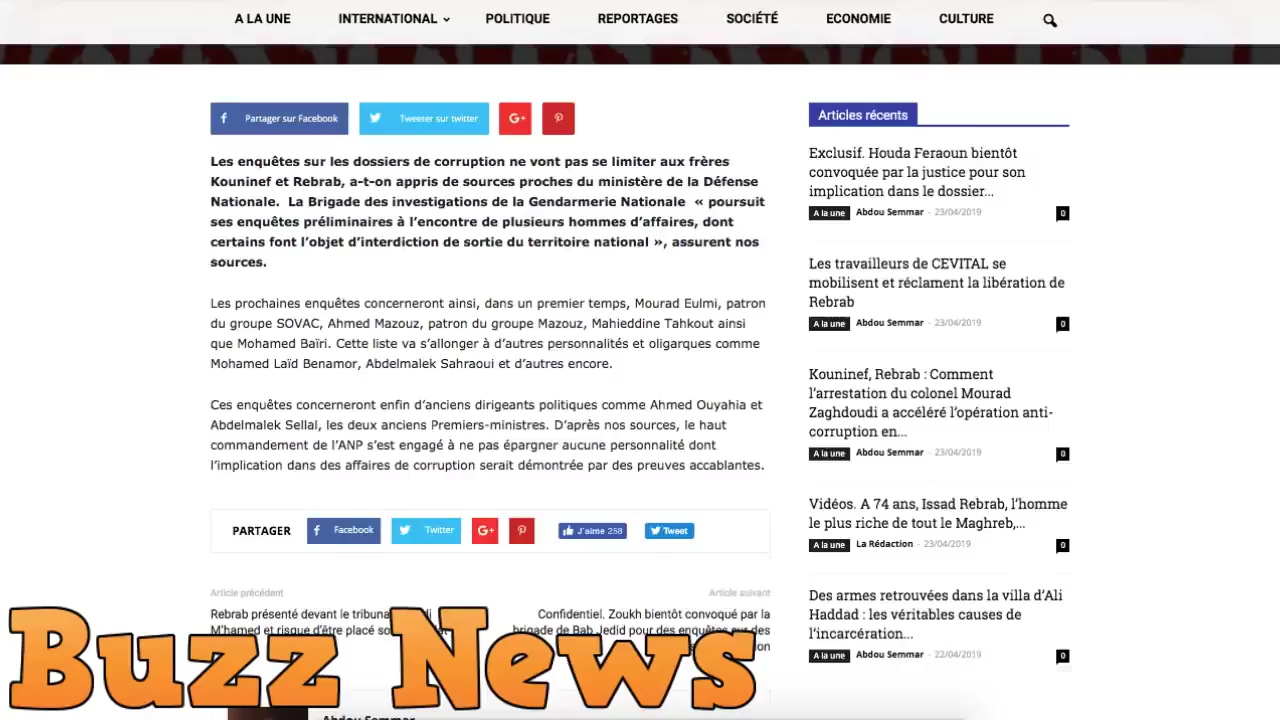 A LA UNE INTERNATIONAL POLITIQUE REPORTAGES SOCIÉTÉ ECONOMIE CULTURE
Partager sur Facebook Tweeter sur twitter G+
Les enquêtes sur les dossiers de corruption ne vont pas se limiter aux frères
Kouninef et Rebrab, a-t-on appris de sources proches du ministère de la Défense
Nationale. La Brigade des investigations de la Gendarmerie Nationale « poursuit
ses enquêtes préliminaires à l'encontre de plusieurs hommes d'affaires, dont
certains font l'objet d'interdiction de sortie du territoire national », assurent nos
sources.
Les prochaines enquêtes concerneront ainsi, dans un premier temps, Mourad Eulmi, patron
du groupe SOVAC, Ahmed Mazouz, patron du groupe Mazouz, Mahieddine Tahkout ainsi
que Mohamed Baïri. Cette liste va s'allonger à d'autres personnalités et oligarques comme
Mohamed Laïd Benamor, Abdelmalek Sahraoui et d'autres encore.
Ces enquêtes concerneront enfin d'anciens dirigeants politiques comme Ahmed Ouyahia et
Abdelmalek Sellal, les deux anciens Premiers-ministres. D'après nos sources, le haut
commandement de l'ANP s'est engagé à ne pas épargner aucune personnalité dont
l'implication dans des affaires de corruption serait démontrée par des preuves accablantes.
PARTAGER Facebook Twitter G+ J'aime 258 Tweet
Article précédent
Rebrab présenté devant le
M'hamed et risque d'être placé
Article suivant
Confidentiel. Zoukh bientôt convoqué par la
brigade de Bab Jedid pour des enquêtes sur des
Abdou Semmar
Articles récents
Exclusif. Houda Feraoun bientôt
convoquée par la justice pour son
implication dans le dossier...
A la une Abdou Semmar - 23/04/2019 0
Les travailleurs de CEVITAL se
mobilisent et réclament la libération de
Rebrab
A la une Abdou Semmar - 23/04/2019 0
Kouninef, Rebrab : Comment
l'arrestation du colonel Mourad
Zaghdoudi a accéléré l'opération anti-
corruption en...
A la une Abdou Semmar - 23/04/2019 0
Vidéos. A 74 ans, Issad Rebrab, l'homme
le plus riche de tout le Maghreb,...
A la une La Rédaction - 23/04/2019 0
Des armes retrouvées dans la villa d'Ali
Haddad : les véritables causes de
l'incarcération...
A la une Abdou Semmar - 22/04/2019 0
Buzz News